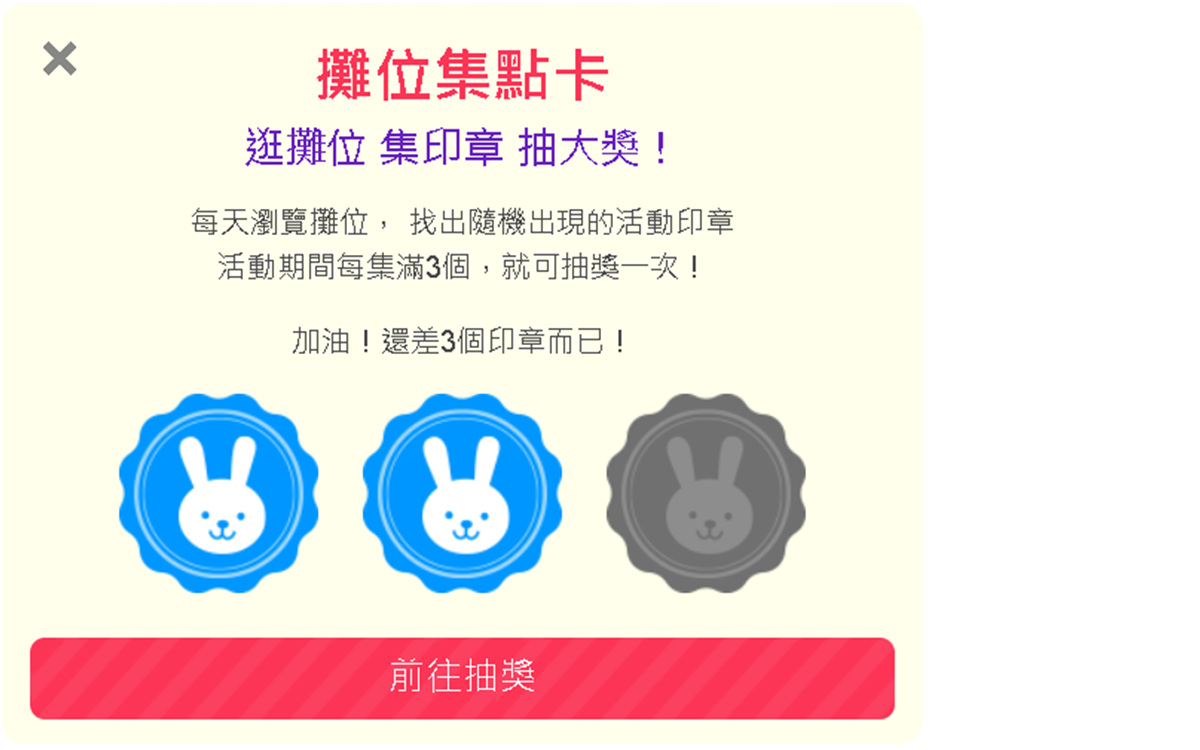 攤位集點卡
逛攤位 集印章 抽大獎！
每天瀏覽攤位， 找出隨機出現的活動印章
活動期間每集滿3個，就可抽獎一次！
加油！還差3個印章而已！
前往抽獎